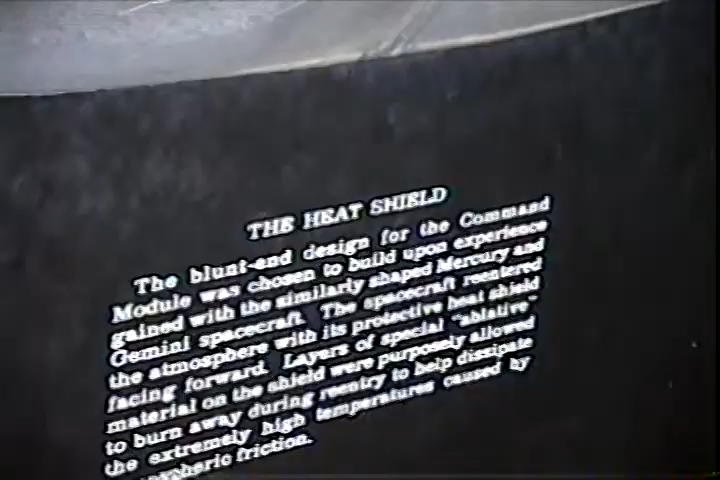 THE HEAT SHIELD
The blunt-end design for the Command
Module was chosen to build upon experience
gained with the similarly shaped Mercury and
Gemini spacecraft. The spacecraft reentered
the atmosphere with its protective heat shield
facing forward. Layers of special "ablative"
material on the shield were purposely allowed
to burn away during reentry to help dissipate
the extremely high temperatures caused by
friction.